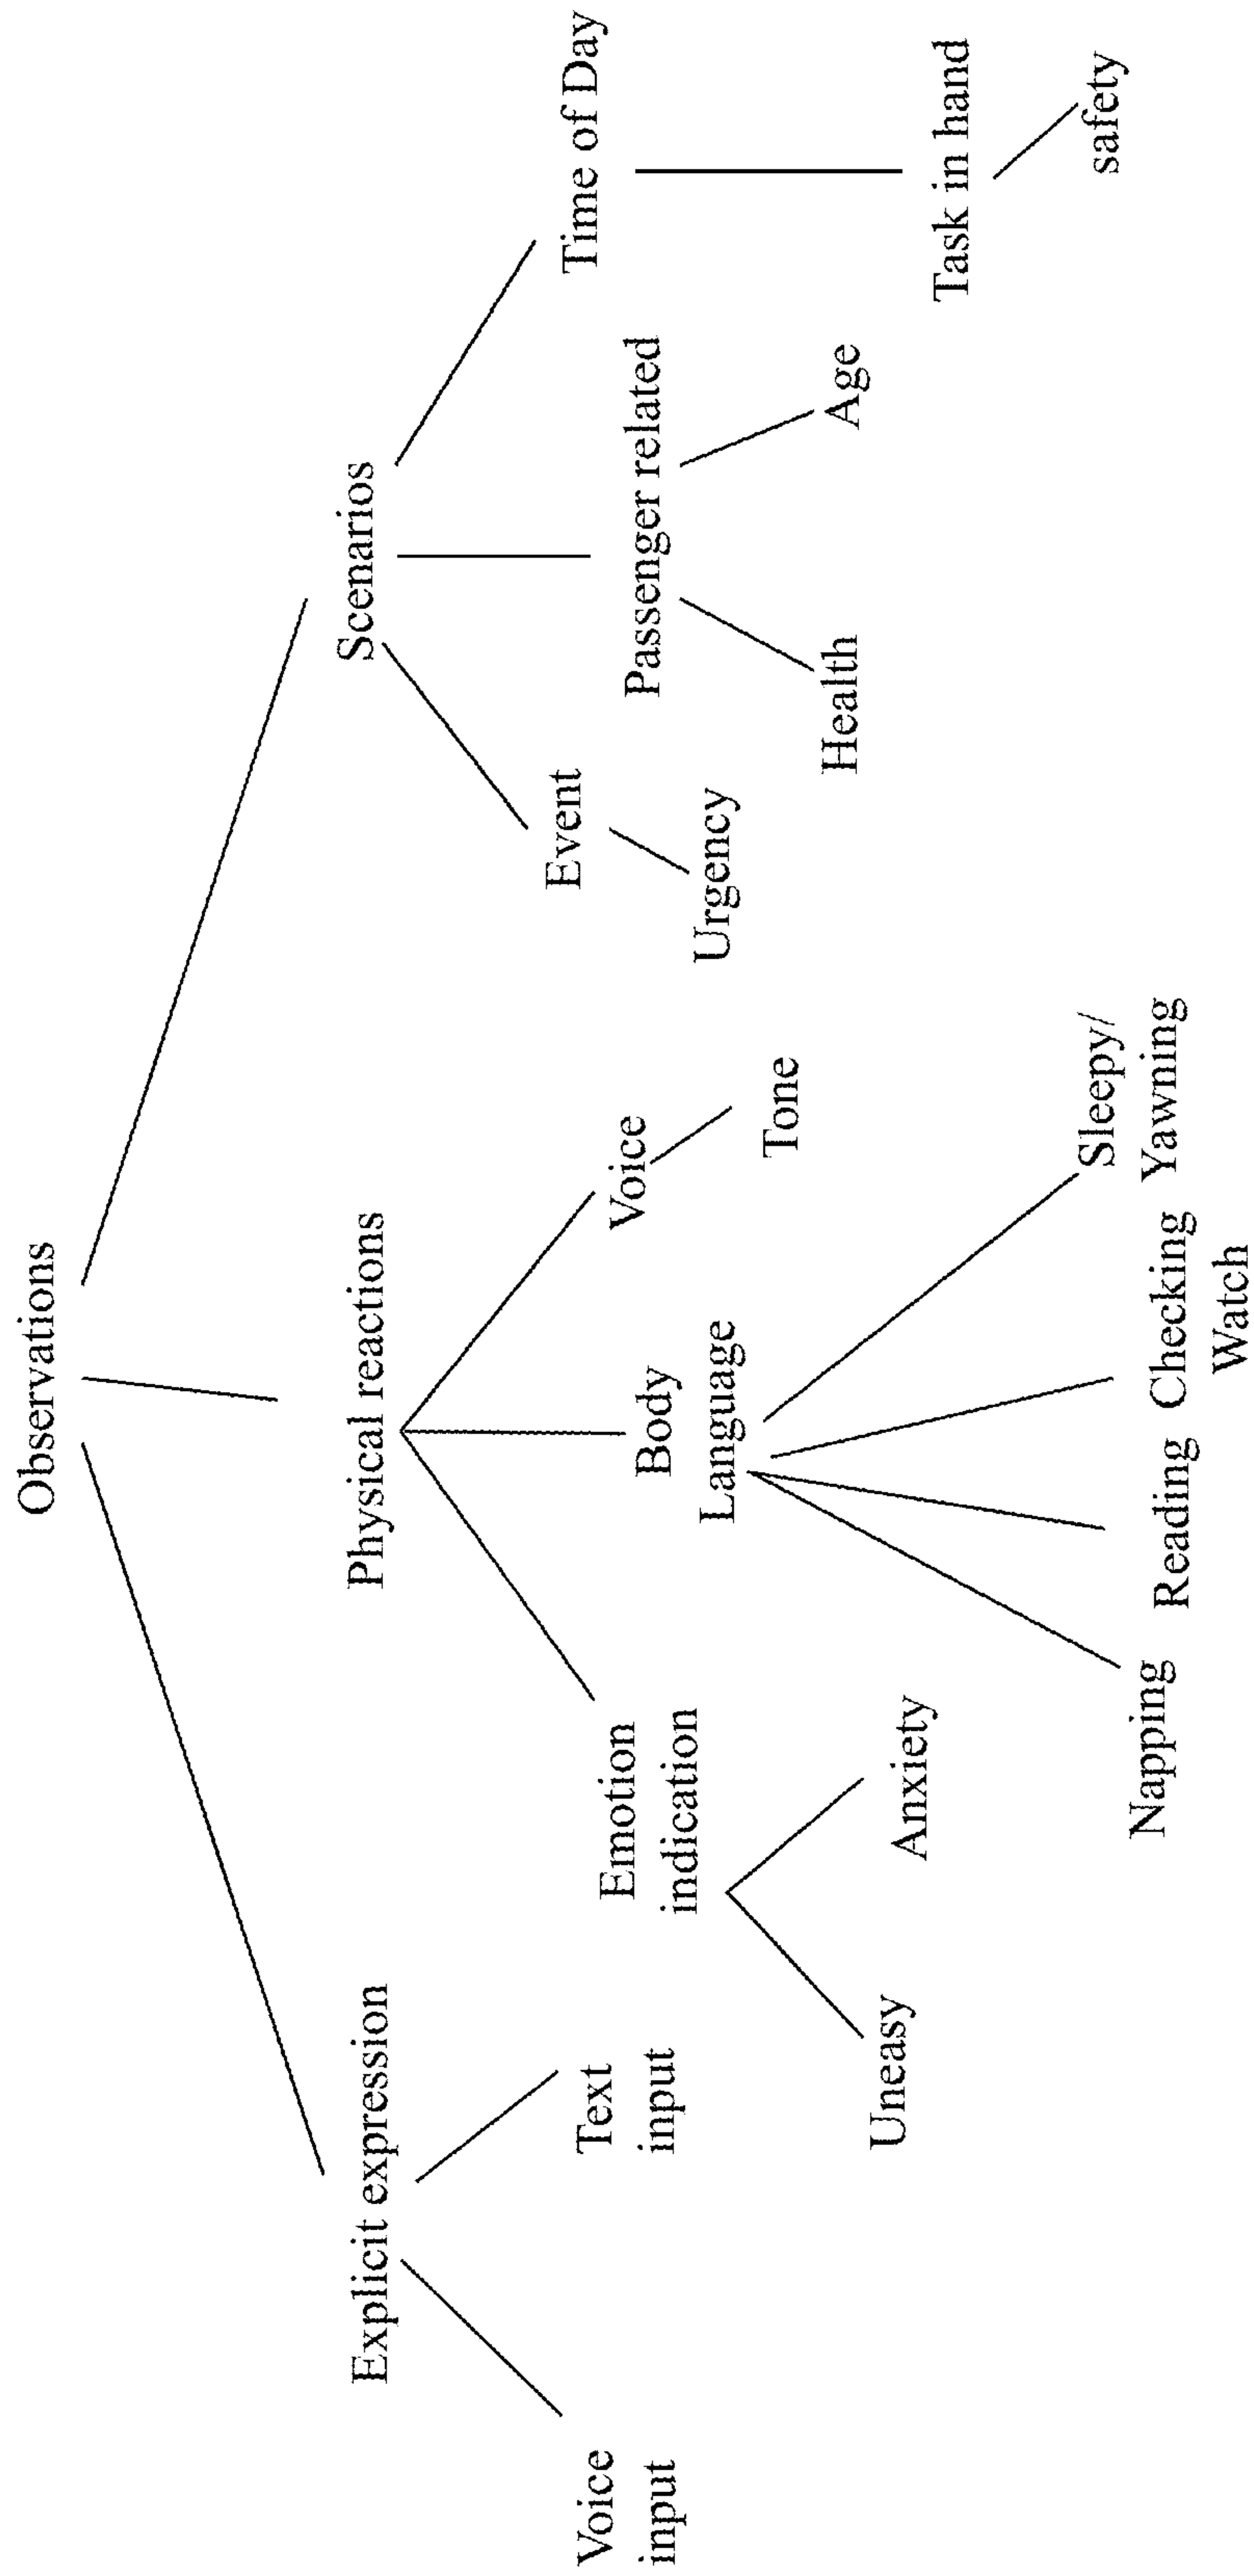 Observations
Explicit expression
Physical reactions
Scenarios
Voice
input
Text
input
Emotion
indication
Body
Language
Voice
Event
Passenger related
Time of Day
Uneasy
Anxiety
Tone
Urgency
Health
Age
Task in hand
Napping
Reading
Checking
Watch
Sleepy/
Yawning
safety